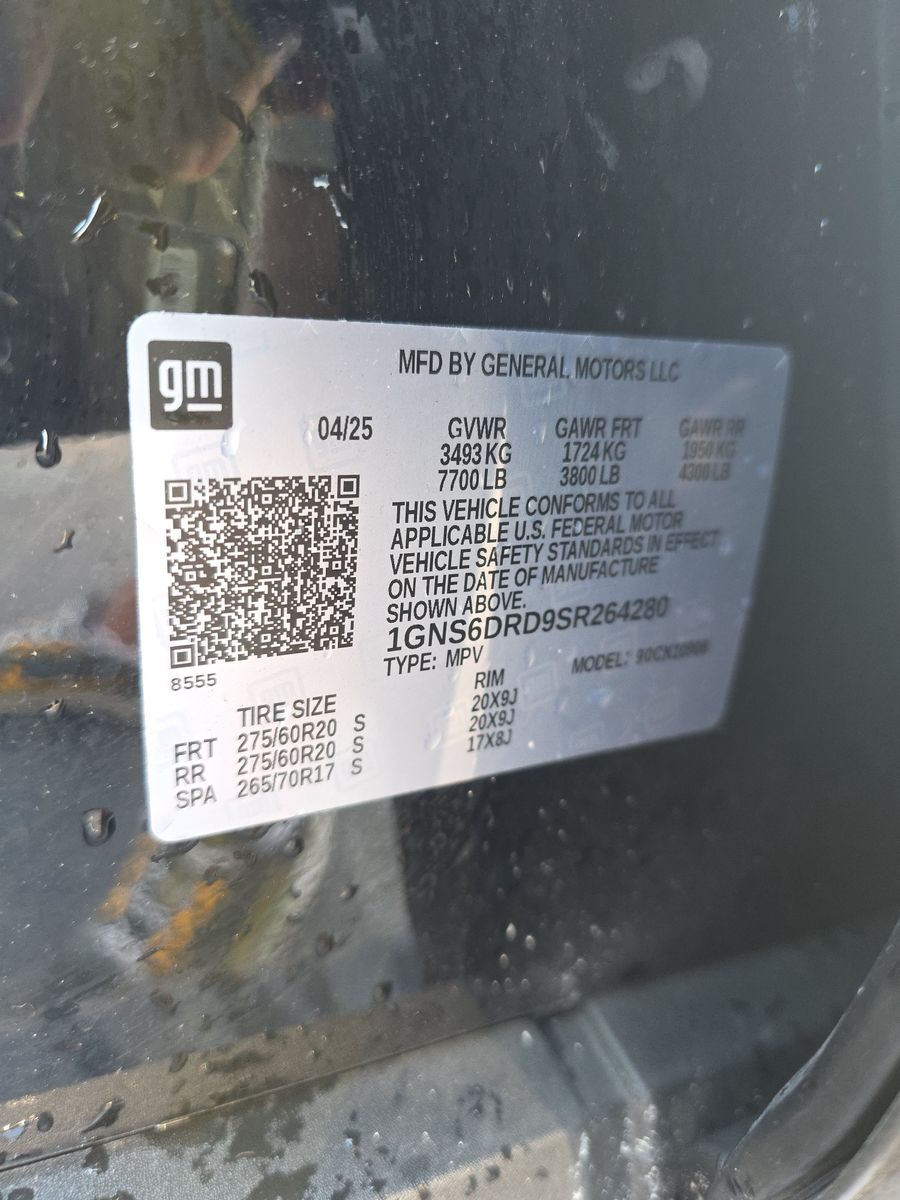 gm
MFD BY GENERAL MOTORS LLC
04/25 GVWR GAWR FRT GAWR RR
3493 KG 1724 KG 1950 KG
7700 LB 3800 LB 4300 LB
THIS VEHICLE CONFORMS TO ALL
APPLICABLE U.S. FEDERAL MOTOR
VEHICLE SAFETY STANDARDS IN EFFECT
ON THE DATE OF MANUFACTURE
SHOWN ABOVE.
1GNS6DRD9SR264280
TYPE: MPV MODEL:
8555
TIRE SIZE RIM
FRT 275/60R20 S 20X9J
RR 275/60R20 S 20X9J
SPA 265/70R17 S 17X8J